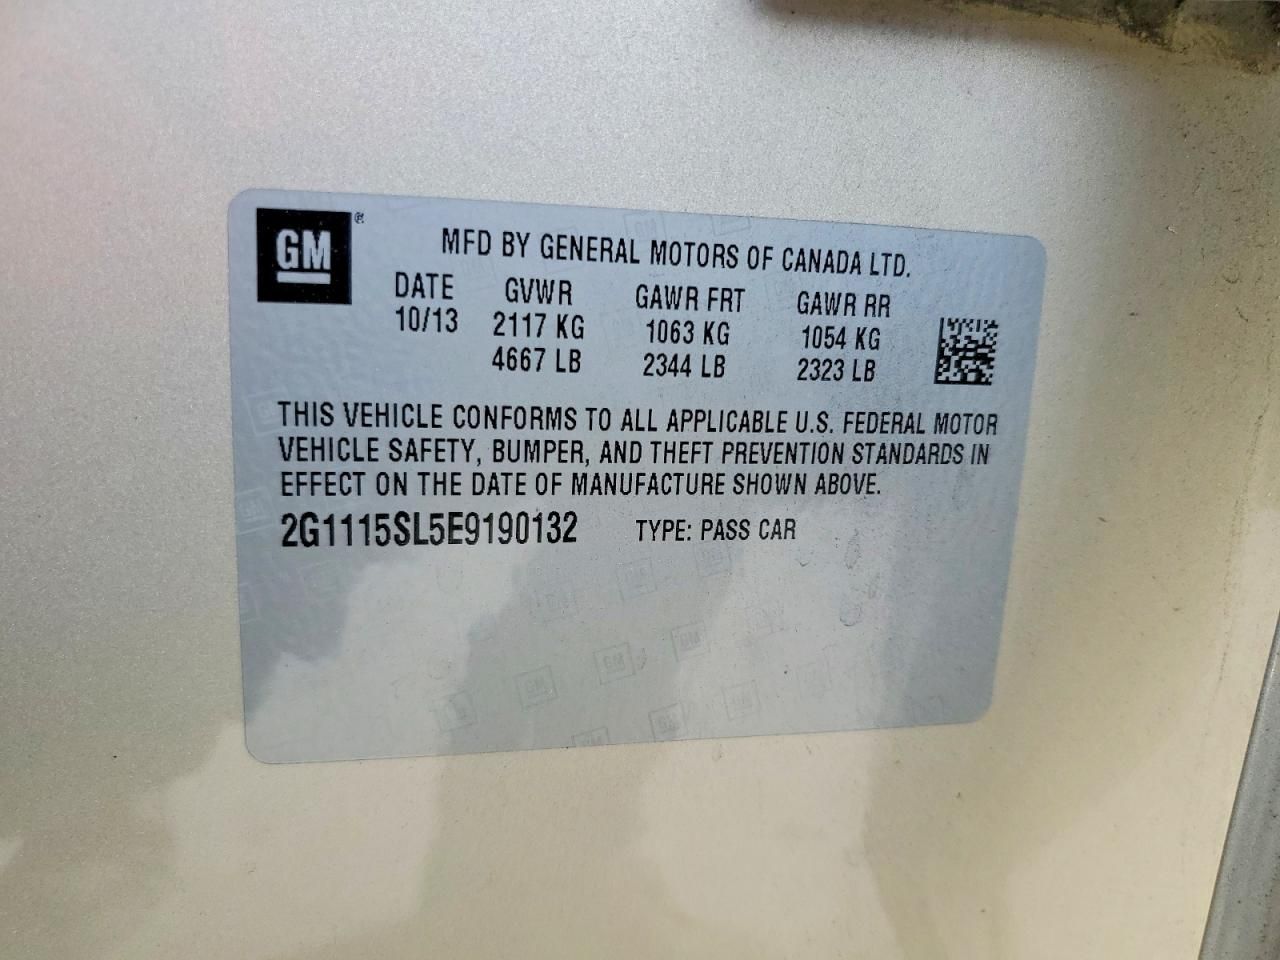 GM ®
MFD BY GENERAL MOTORS OF CANADA LTD.
DATE GVWR GAWR FRT GAWR RR
10/13 2117 KG 1063 KG 1054 KG
4667 LB 2344 LB 2323 LB
THIS VEHICLE CONFORMS TO ALL APPLICABLE U.S. FEDERAL MOTOR
VEHICLE SAFETY, BUMPER, AND THEFT PREVENTION STANDARDS IN
EFFECT ON THE DATE OF MANUFACTURE SHOWN ABOVE.
2G1115SL5E9190132 TYPE: PASS CAR